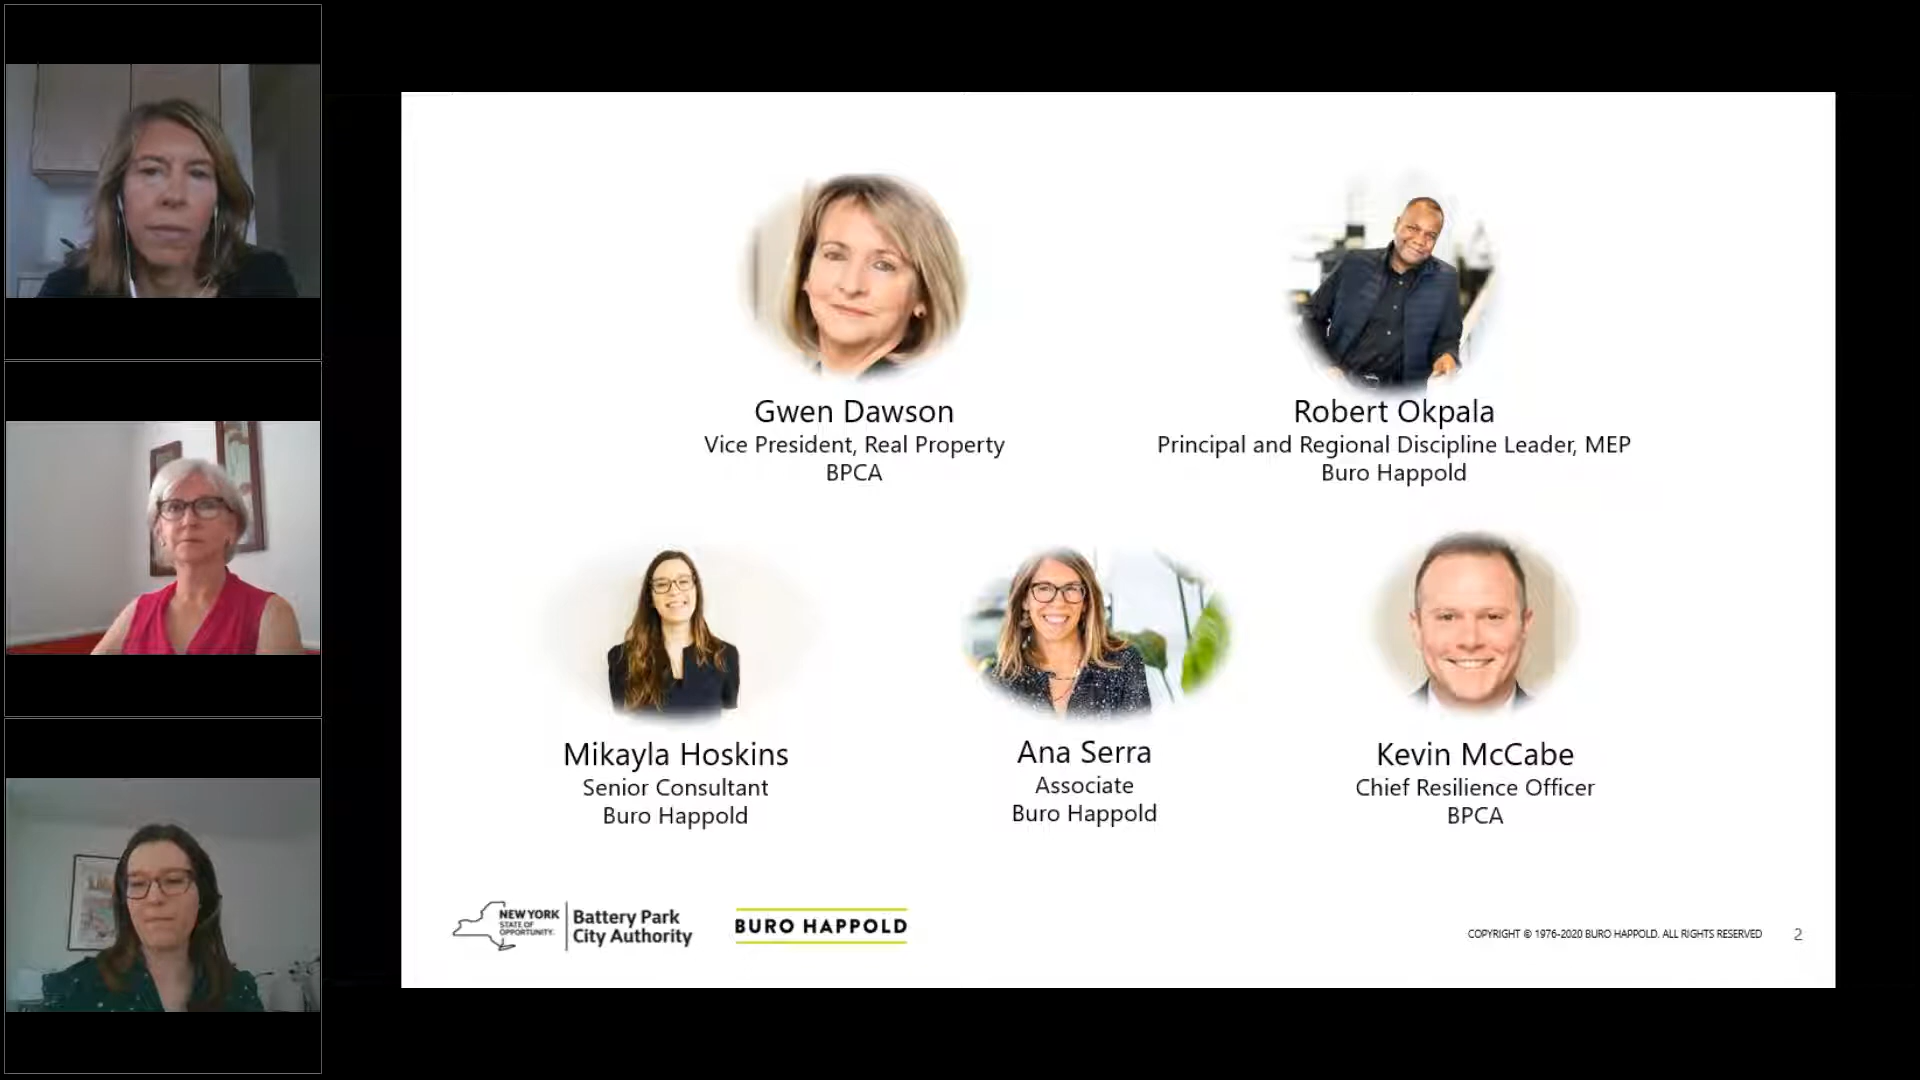 Gwen Dawson
Vice President, Real Property
BPCA
Robert Okpala
Principal and Regional Discipline Leader, MEP
Buro Happold
Mikayla Hoskins
Senior Consultant
Buro Happold
Ana Serra
Associate
Buro Happold
Kevin McCabe
Chief Resilience Officer
BPCA
NEW YORK
STATE OF
OPPORTUNITY.
Battery Park
City Authority
BURO HAPPOLD
COPYRIGHT © 1976-2020 BURO HAPPOLD. ALL RIGHTS RESERVED
2